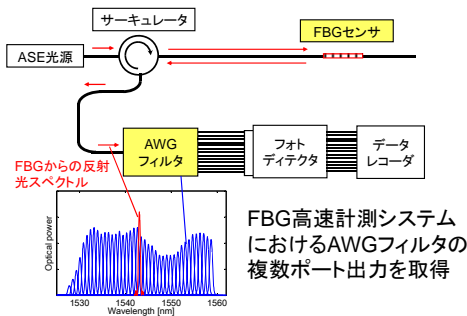 サーキュレータ
FBGセンサ
ASE光源
AWG
フィルタ
フォト
ディテクタ
データ
レコーダ
FBGからの反射
光スペクトル
Optical power
1530 1540 1550 1560
Wavelength [nm]
FBG高速計測システム
におけるAWGフィルタの
複数ポート出力を取得